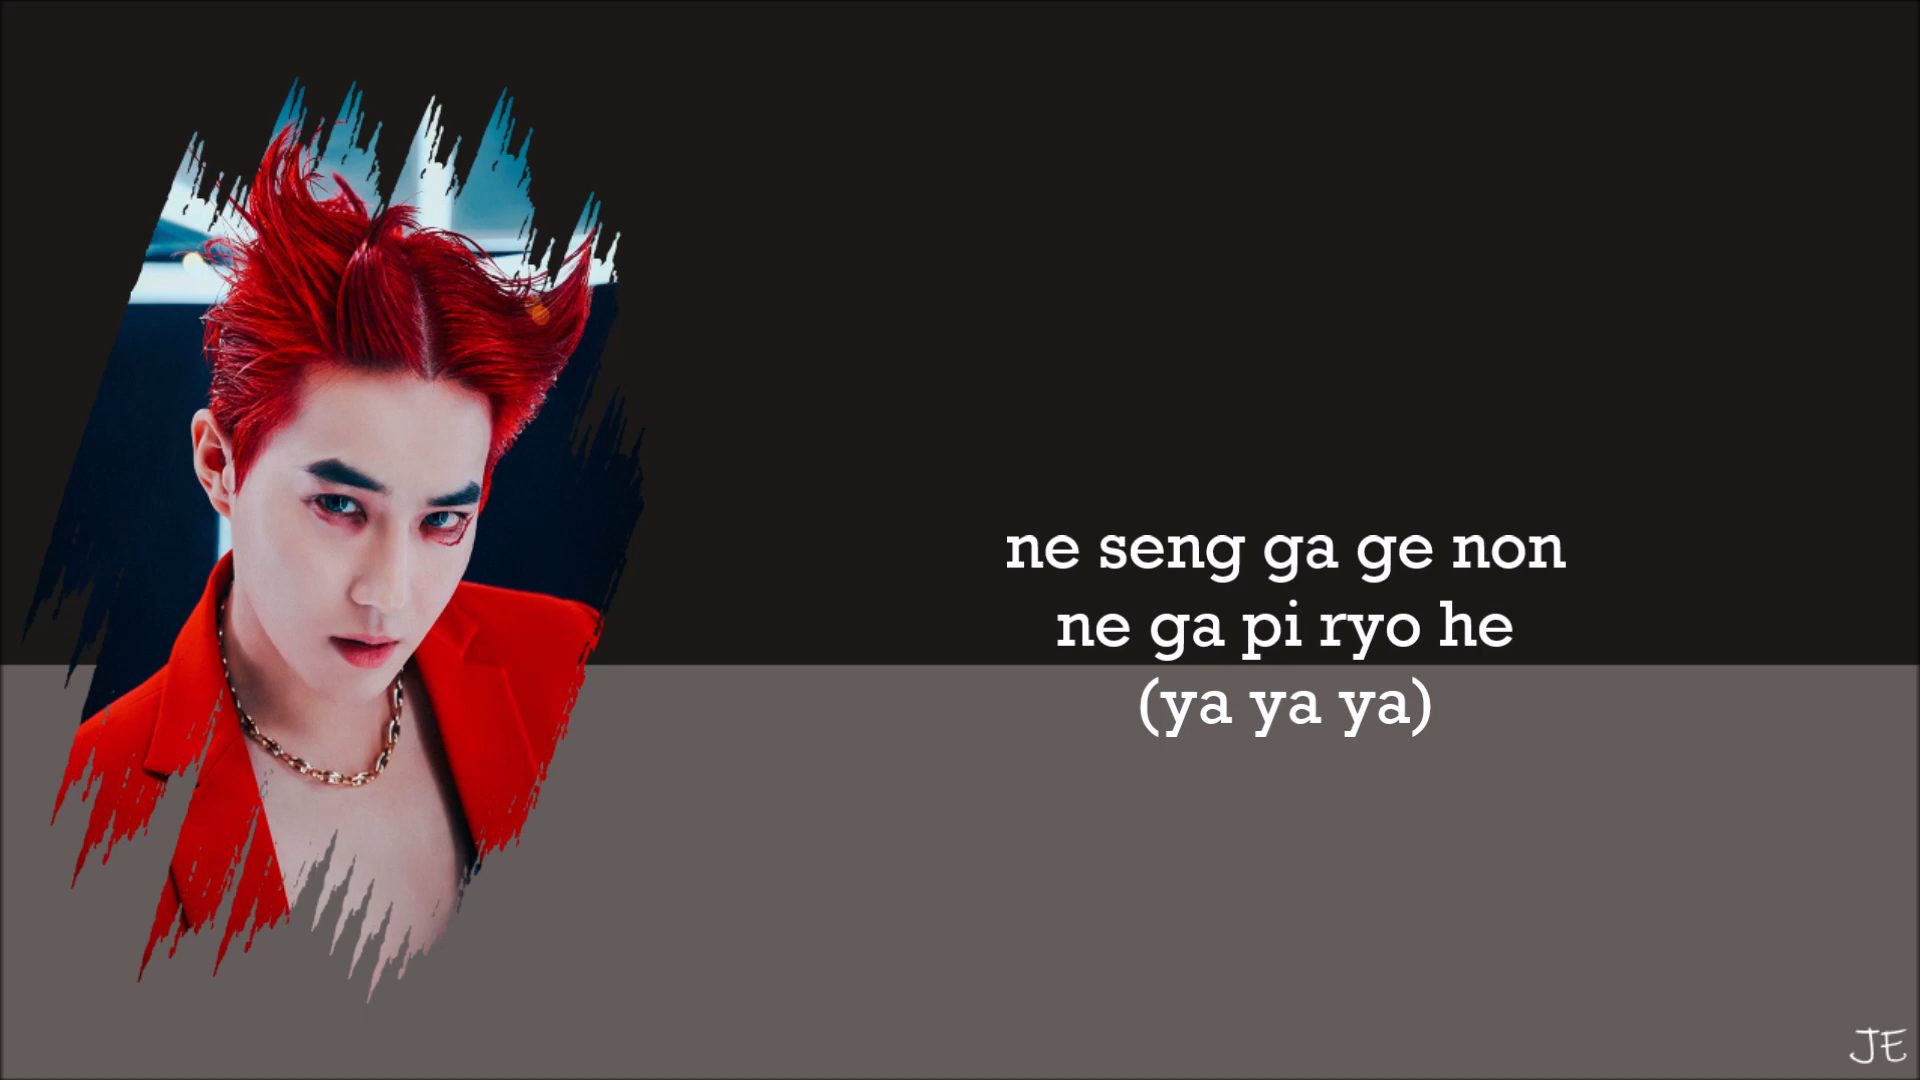 ne seng ga ge non
ne ga pi ryo he
(ya ya ya)
JE